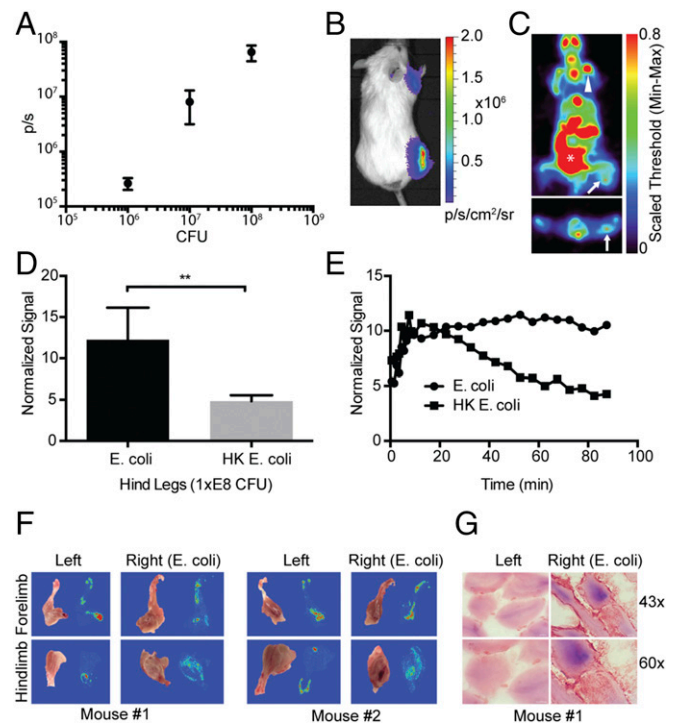 A
p/s
10⁸
10⁷
10⁶
10⁵
10⁵ 10⁶ 10⁷ 10⁸ 10⁹
CFU
B
2.0
1.5
x10⁶
1.0
0.5
p/s/cm²/sr
C
*
0.8
Scaled Threshold (Min-Max)
0
D
Normalized Signal
20
15
10
5
0
**
E. coli HK E. coli
Hind Legs (1xE8 CFU)
E
Normalized Signal
15
10
5
0
E. coli
HK E. coli
0 20 40 60 80 100
Time (min)
F
Left Right (E. coli) Left Right (E. coli)
Forelimb
Hindlimb
Mouse #1 Mouse #2
G
Left Right (E. coli)
43x
60x
Mouse #1